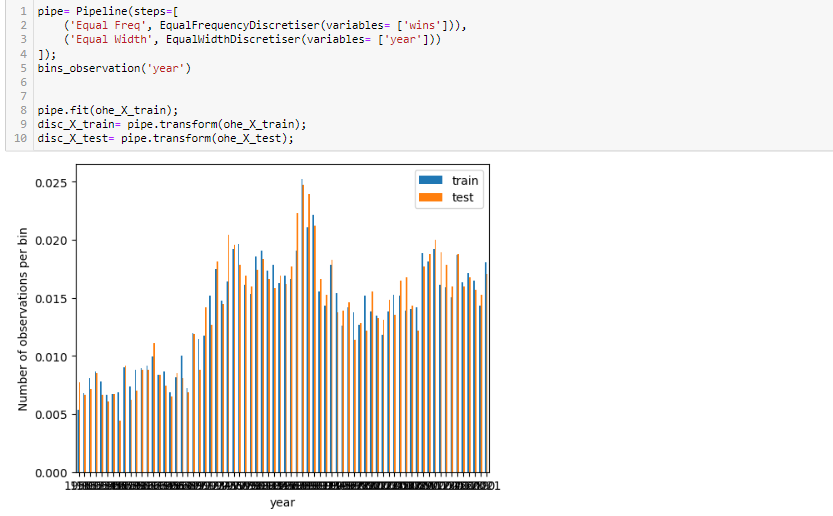 1 pipe= Pipeline(steps=[
2 ('Equal Freq', EqualFrequencyDiscretiser(variables= ['wins'])),
3 ('Equal Width', EqualWidthDiscretiser(variables= ['year']))
4 ]);
5 bins_observation('year')
6
7
8 pipe.fit(ohe_X_train);
9 disc_X_train= pipe.transform(ohe_X_train);
10 disc_X_test= pipe.transform(ohe_X_test);
train
test
0.025
0.020
0.015
0.010
0.005
0.000
Number of observations per bin
year